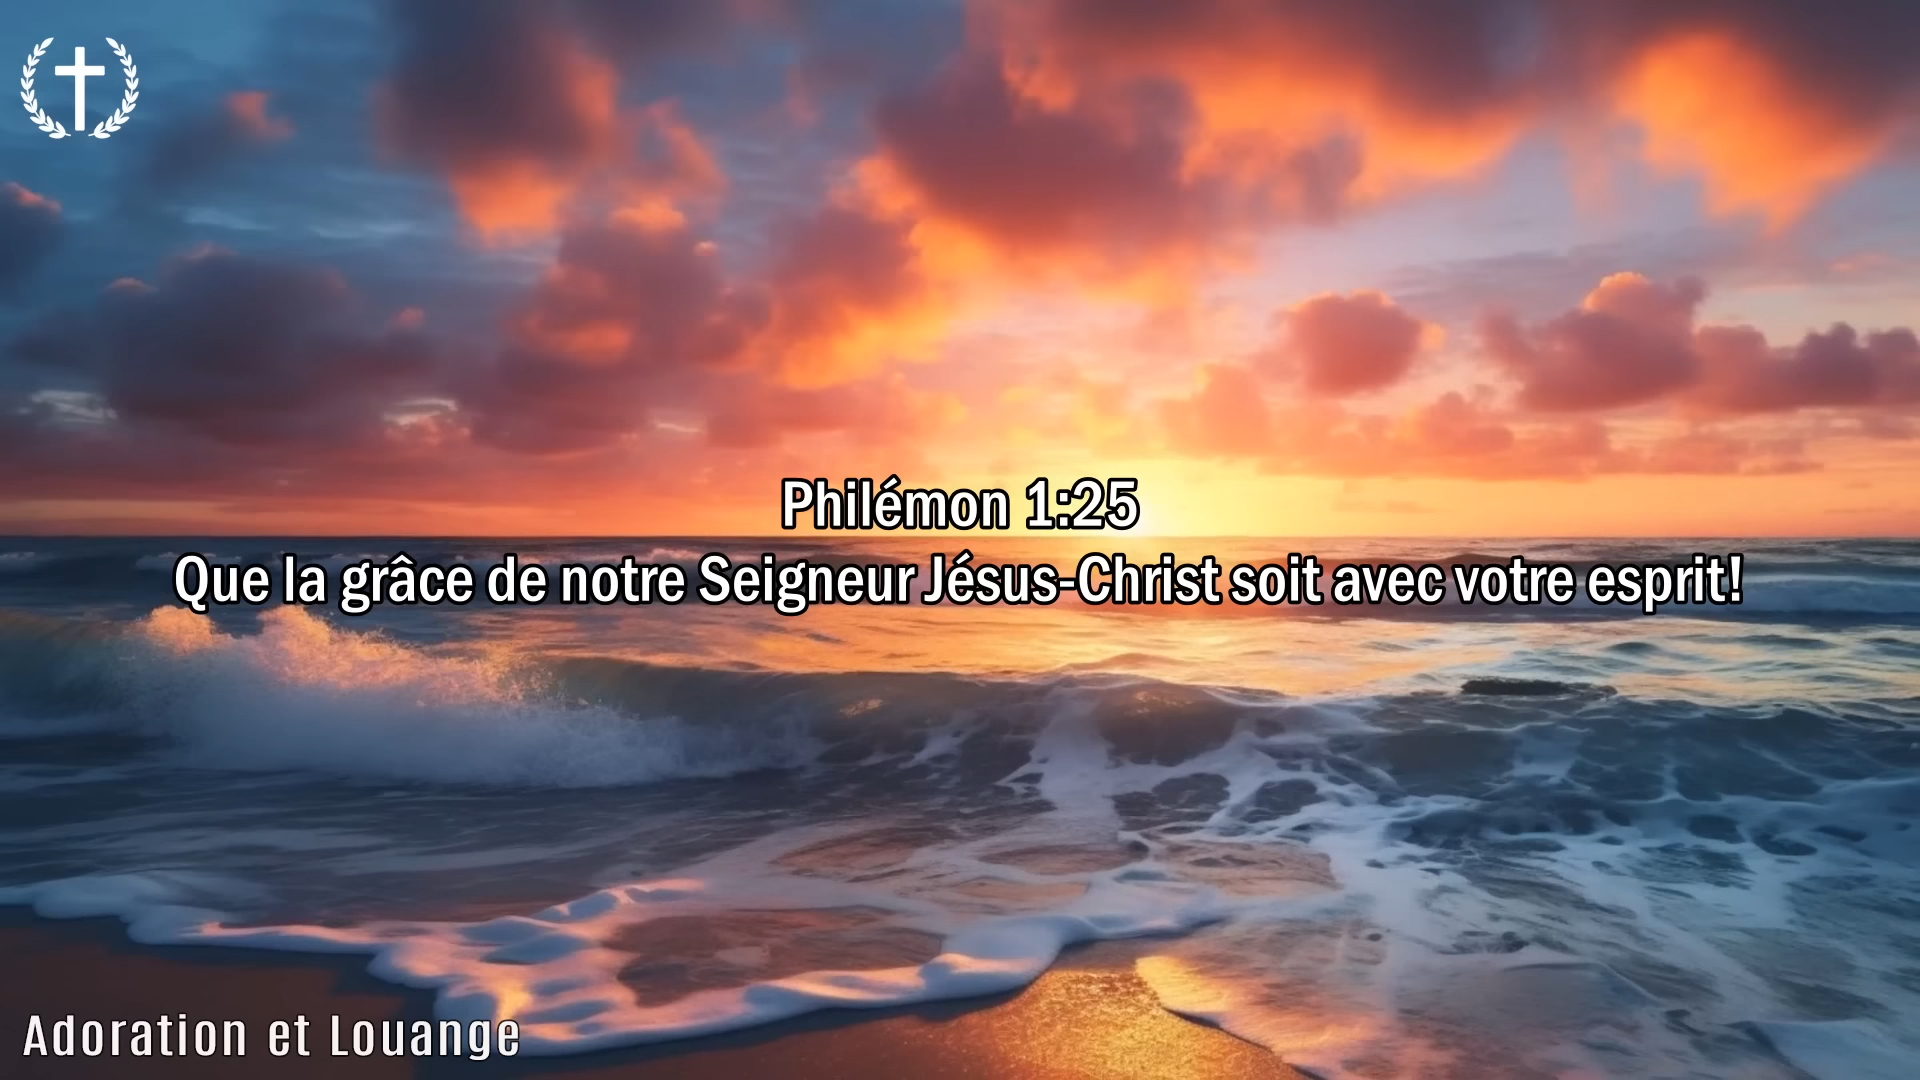 Philémon 1:25
Que la grâce de notre Seigneur Jésus-Christ soit avec votre esprit!
Adoration et Louange